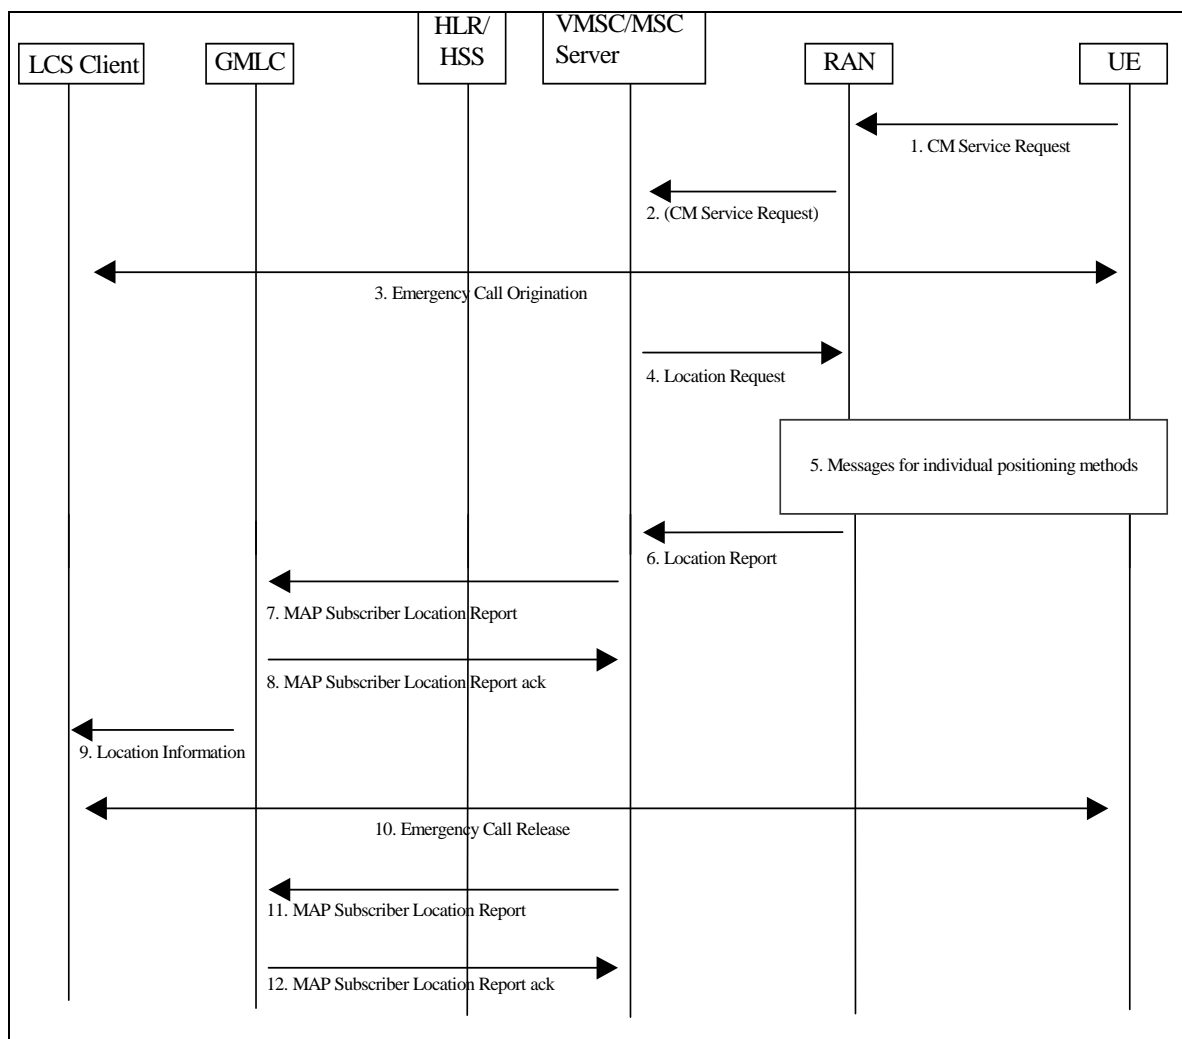 LCS Client
GMLC
HLR/
HSS
VMSC/MSC
Server
RAN
UE
1. CM Service Request
2. (CM Service Request)
3. Emergency Call Origination
4. Location Request
5. Messages for individual positioning methods
6. Location Report
7. MAP Subscriber Location Report
8. MAP Subscriber Location Report ack
9. Location Information
10. Emergency Call Release
11. MAP Subscriber Location Report
12. MAP Subscriber Location Report ack